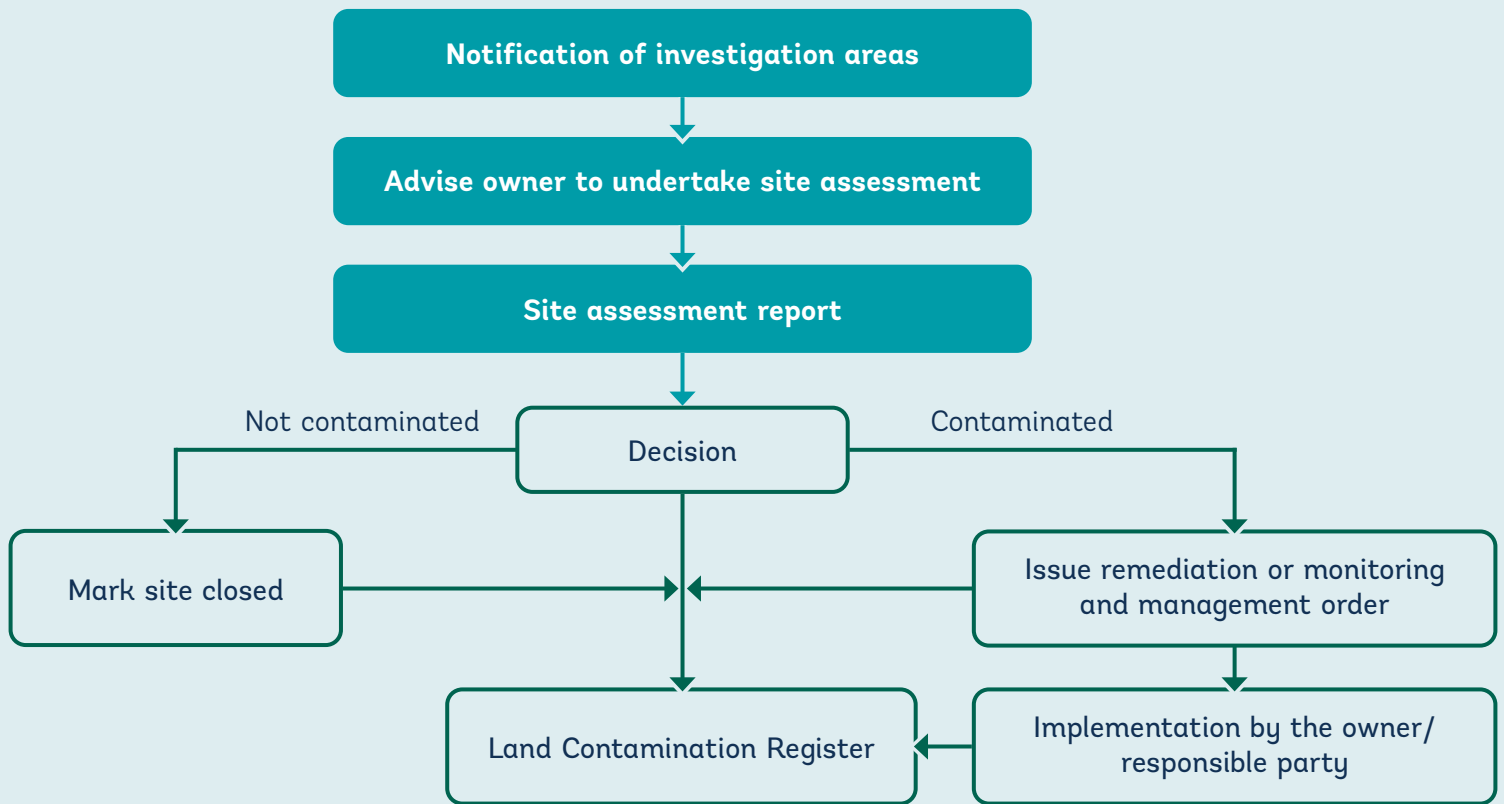 Notification of investigation areas
Advise owner to undertake site assessment
Site assessment report
Not contaminated
Contaminated
Decision
Mark site closed
Issue remediation or monitoring
and management order
Land Contamination Register
Implementation by the owner/
responsible party